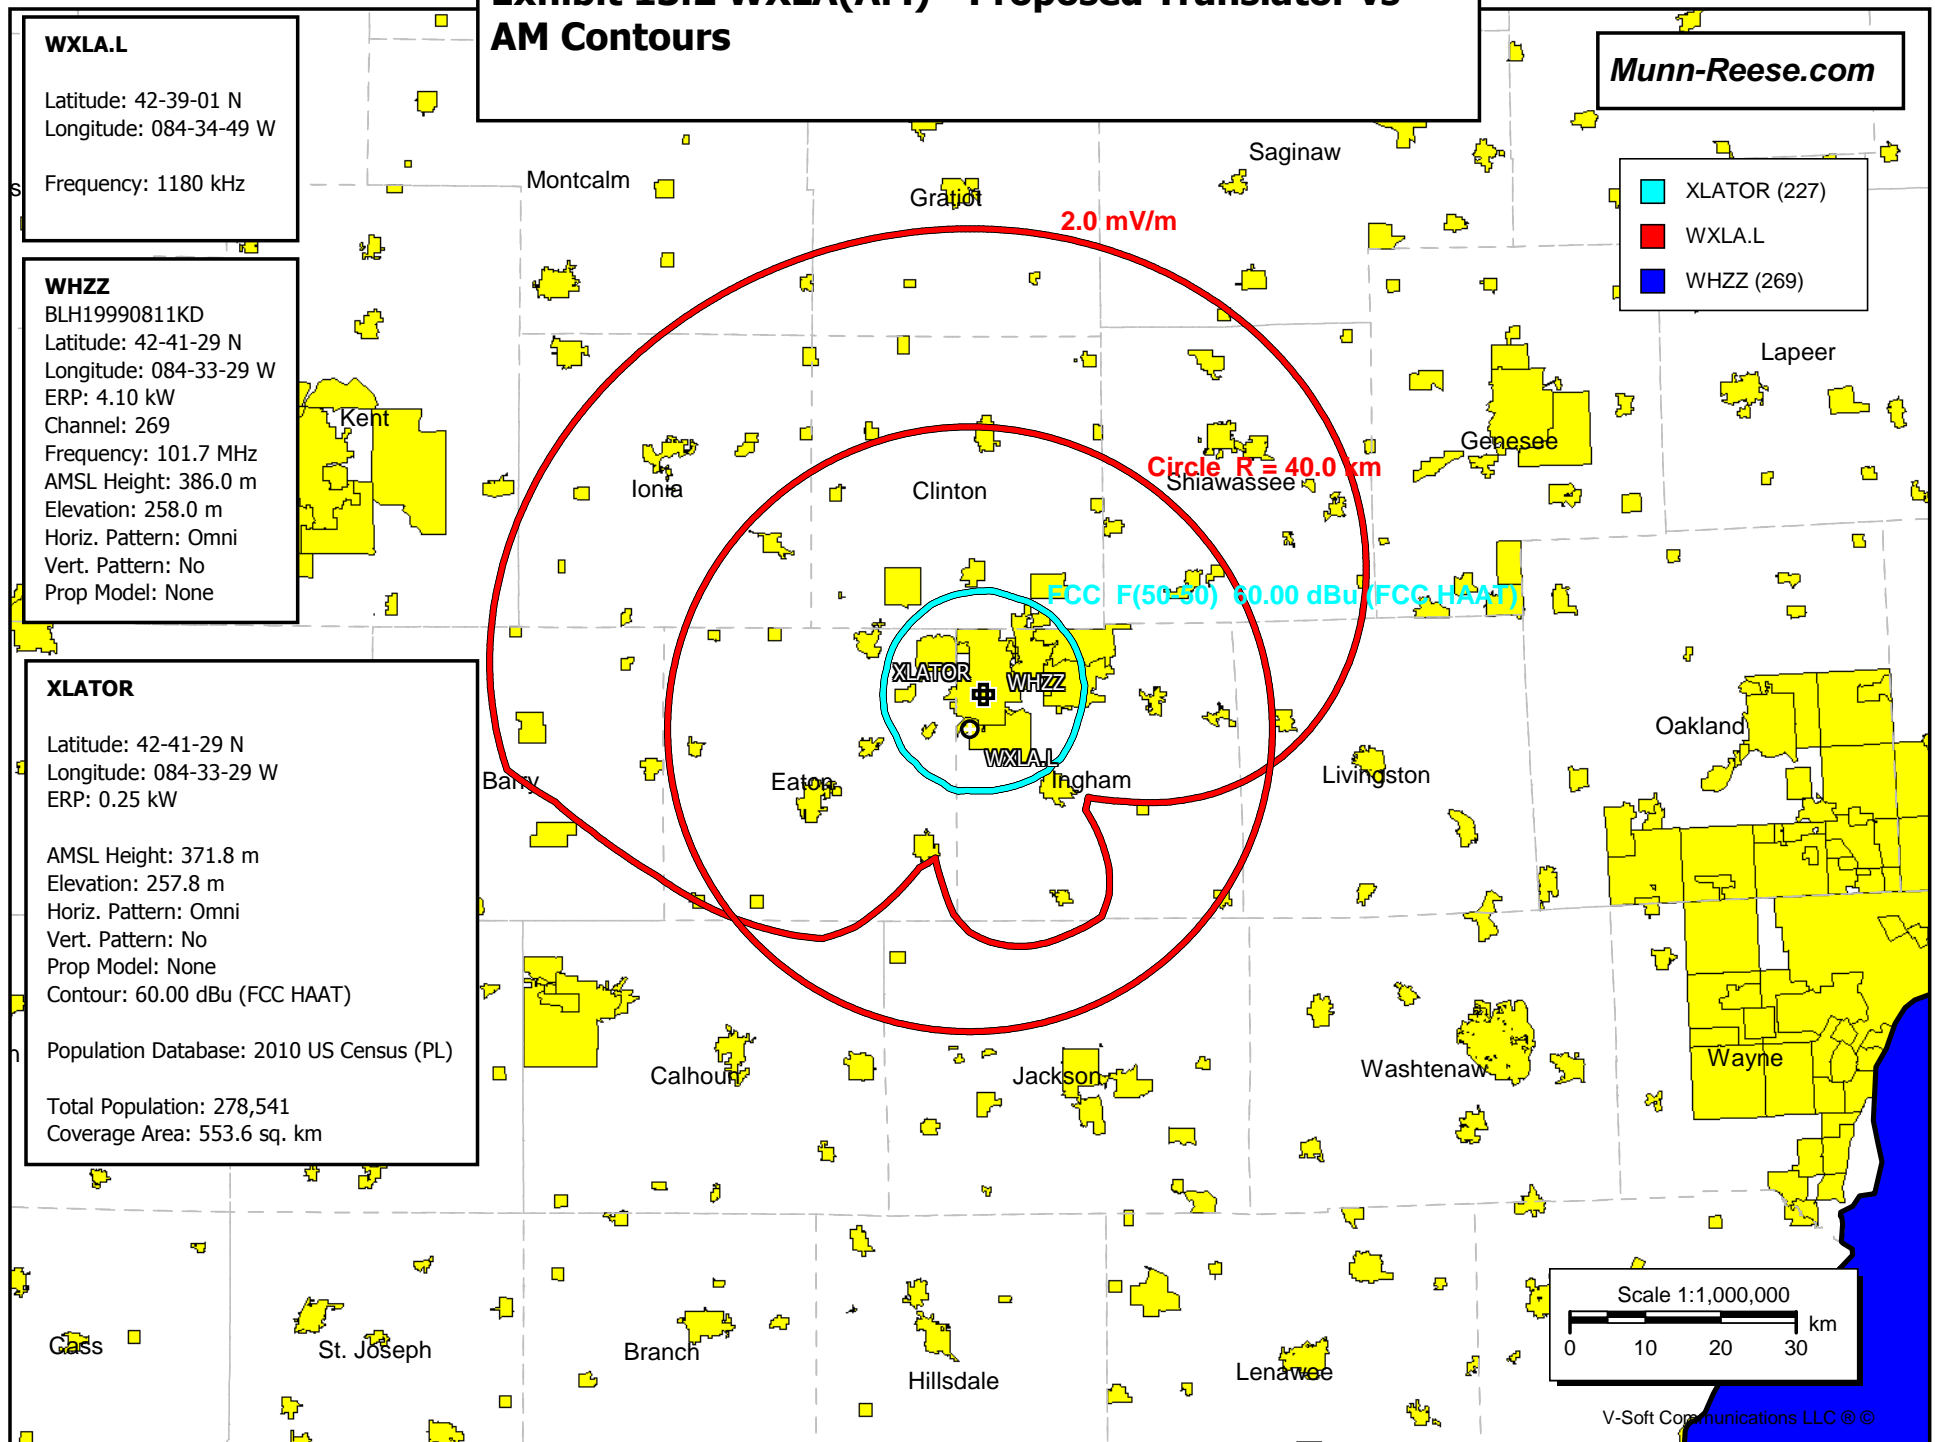 Exhibit 13.2 WXLA(AM) - Proposed Translator vs
AM Contours
Munn-Reese.com
WXLA.L
Latitude: 42-39-01 N
Longitude: 084-34-49 W
Frequency: 1180 kHz
WHZZ
BLH19990811KD
Latitude: 42-41-29 N
Longitude: 084-33-29 W
ERP: 4.10 kW
Channel: 269
Frequency: 101.7 MHz
AMSL Height: 386.0 m
Elevation: 258.0 m
Horiz. Pattern: Omni
Vert. Pattern: No
Prop Model: None
XLATOR
Latitude: 42-41-29 N
Longitude: 084-33-29 W
ERP: 0.25 kW
AMSL Height: 371.8 m
Elevation: 257.8 m
Horiz. Pattern: Omni
Vert. Pattern: No
Prop Model: None
Contour: 60.00 dBu (FCC HAAT)
Population Database: 2010 US Census (PL)
Total Population: 278,541
Coverage Area: 553.6 sq. km
XLATOR (227)
WXLA.L
WHZZ (269)
Saginaw
Montcalm
Gratiot
2.0 mV/m
Lapeer
Kent
Genesee
Circle R = 40.0 km
Shiawassee
Ionia
Clinton
FCC F(50-50) 60.00 dBu (FCC HAAT)
XLATOR
WHZZ
WXLA.L
Oakland
Barry
Eaton
Ingham
Livingston
Calhoun
Jackson
Washtenaw
Wayne
Cass
St. Joseph
Branch
Hillsdale
Lenawee
Scale 1:1,000,000
km
0 10 20 30
V-Soft Communications LLC ® ©